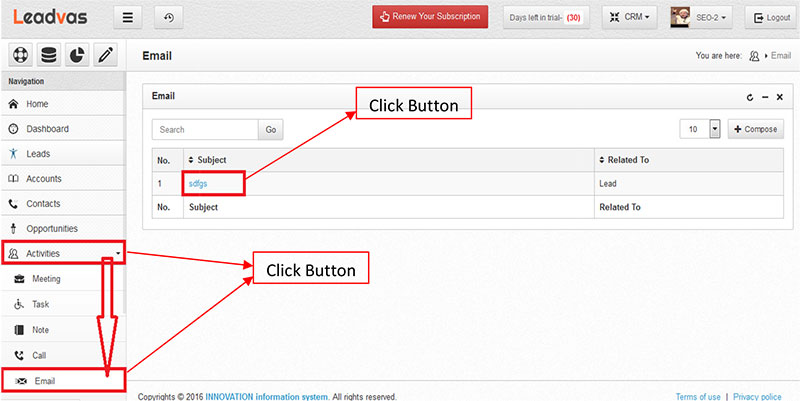 Leadvas
Renew Your Subscription
Days left in trial- (30)
CRM
SEO-2
Logout
Email
You are here:
Email
Navigation
Home
Dashboard
Leads
Accounts
Contacts
Opportunities
Activities
Meeting
Task
Note
Call
Email
Email
Click Button
Search
Go
10
Compose
No.
Subject
Related To
1
sdfgs
Lead
No.
Subject
Related To
Click Button
Copyrights © 2016 INNOVATION information system. All rights reserved.
Terms of use | Privacy policy